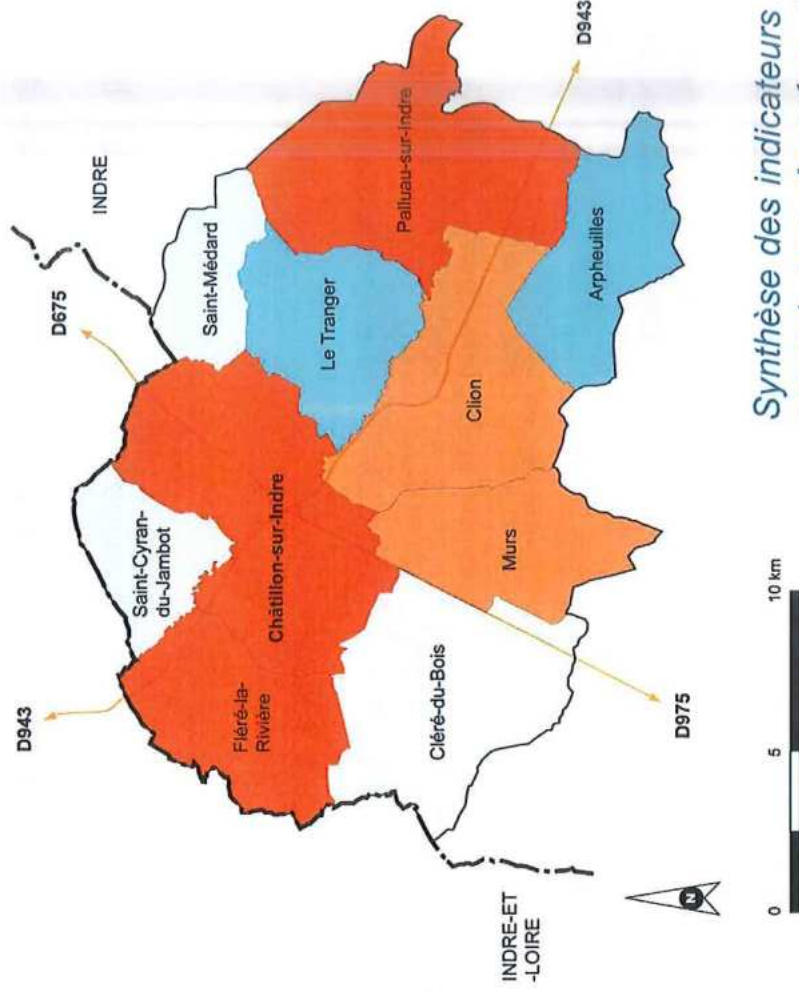 D943
D675
INDRE
Saint-Cyran-
du-Jambot
Saint-Médard
Fléré-la-
Rivière
Châtillon-sur-Indre
Le Tranger
Palluau-sur-Indre
Cléré-du-Bois
Murs
Clion
Arpheuilles
D943
INDRE-ET
-LOIRE
D975
N
0 5 10 km
Synthèse des indicateurs